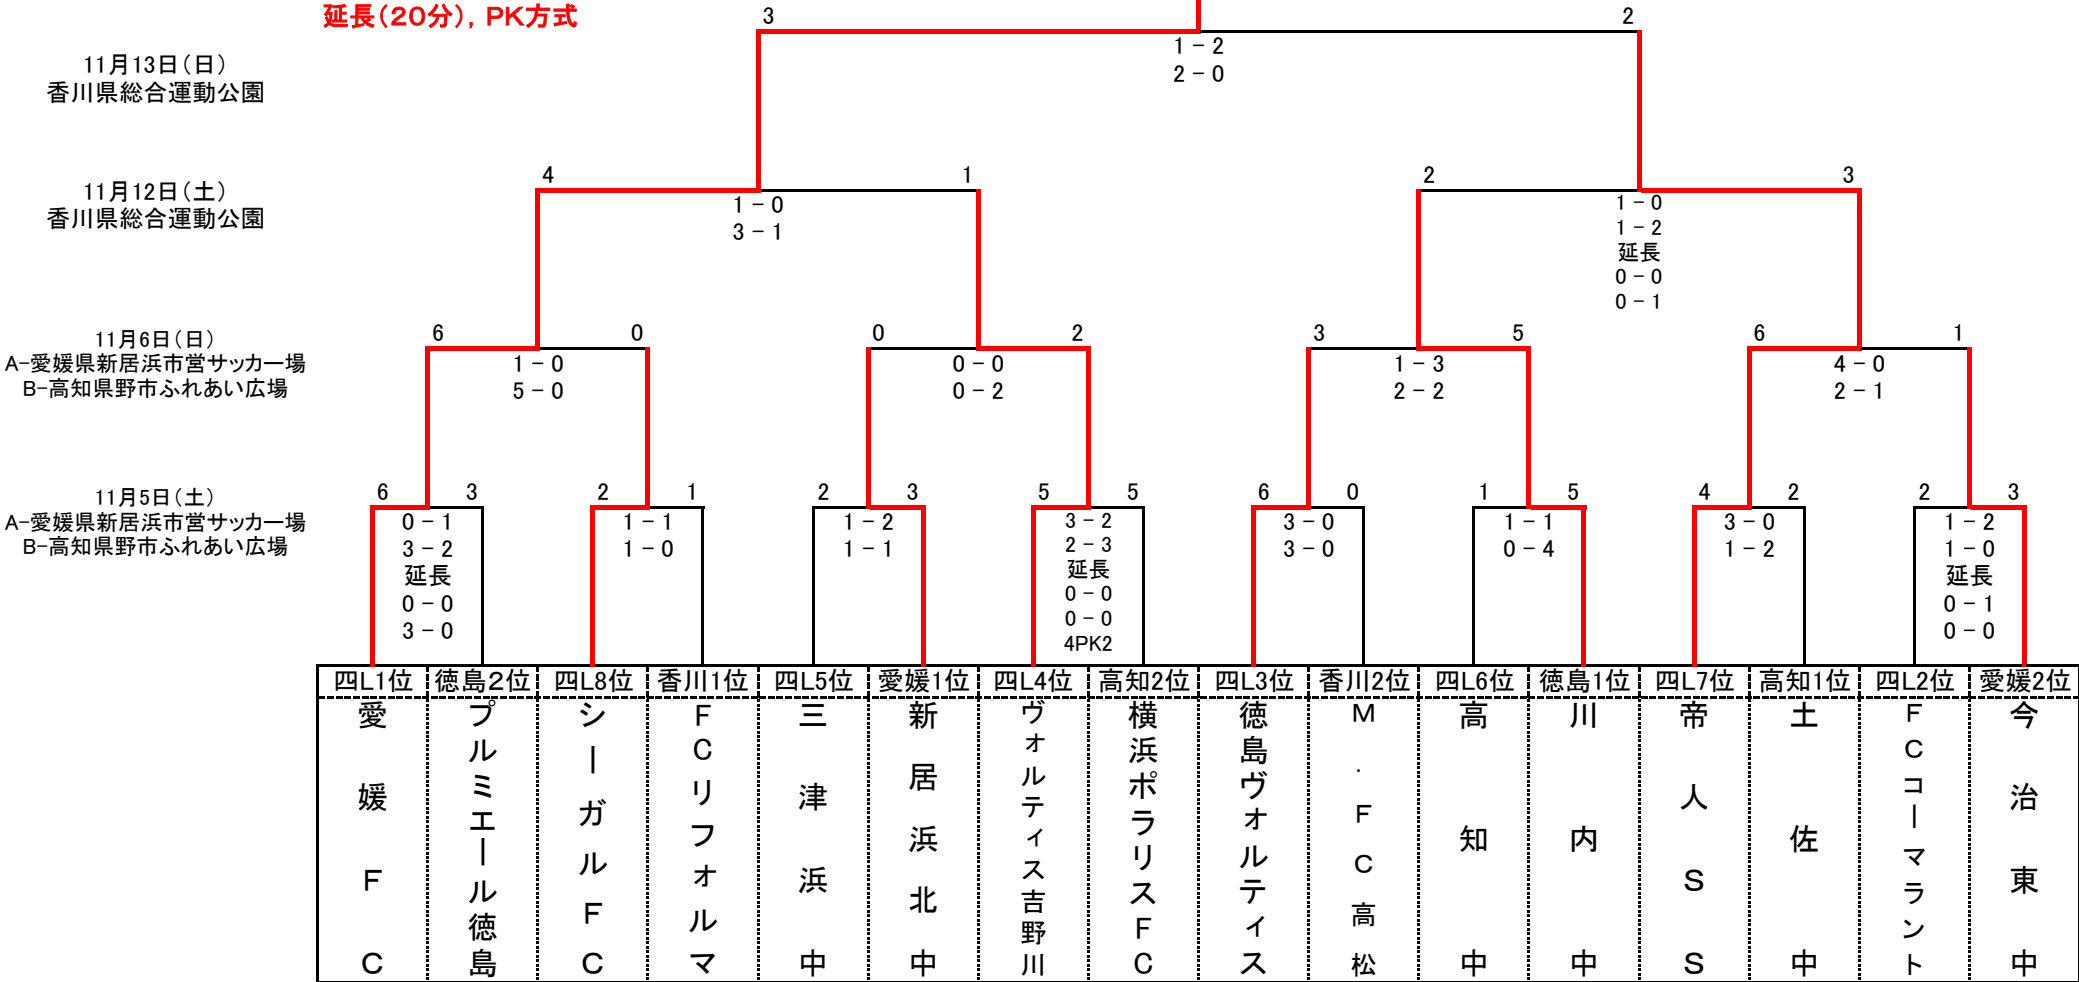 延長(20分), PK方式
3 2
1 − 2
2 − 0
11月13日(日)
香川県総合運動公園
4 1 2 3
1 − 0
3 − 1
1 − 0
1 − 2
延長
0 − 0
0 − 1
11月12日(土)
香川県総合運動公園
6 0 0 2 3 5 6 1
11月6日(日)
A−愛媛県新居浜市営サッカー場
B−高知県野市ふれあい広場
1 − 0
5 − 0
0 − 0
0 − 2
1 − 3
2 − 2
4 − 0
2 − 1
6 3 2 1 2 3 5 5 6 0 1 5 4 2 2 3
11月5日(土)
A−愛媛県新居浜市営サッカー場
B−高知県野市ふれあい広場
0 − 1
3 − 2
延長
0 − 0
3 − 0
1 − 1
1 − 0
1 − 2
1 − 1
3 − 2
2 − 3
延長
0 − 0
0 − 0
4PK2
3 − 0
3 − 0
1 − 1
0 − 4
3 − 0
1 − 2
1 − 2
1 − 0
延長
0 − 1
0 − 0
四L1位 徳島2位 四L8位 香川1位 四L5位 愛媛1位 四L4位 高知2位 四L3位 香川2位 四L6位 徳島1位 四L7位 高知1位 四L2位 愛媛2位
愛媛FC
プルミエール徳島
シーガルFC
FCリフォルマ
三津浜中
新居浜北中
ヴォルティス吉野川
横浜ポラリスFC
徳島ヴォルティス
M.FC高松
高知中
川内中
帝人SS
土佐中
FCコーマラント
今治東中